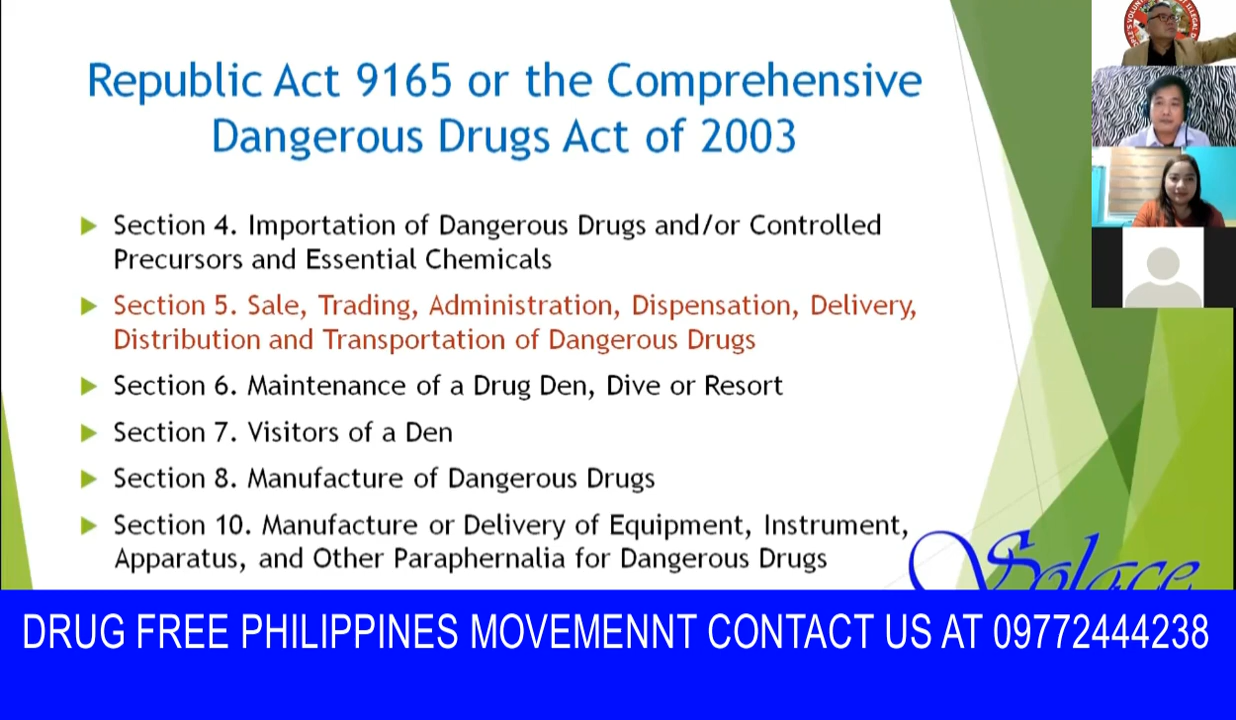 Republic Act 9165 or the Comprehensive
Dangerous Drugs Act of 2003
Section 4. Importation of Dangerous Drugs and/or Controlled
Precursors and Essential Chemicals
Section 5. Sale, Trading, Administration, Dispensation, Delivery,
Distribution and Transportation of Dangerous Drugs
Section 6. Maintenance of a Drug Den, Dive or Resort
Section 7. Visitors of a Den
Section 8. Manufacture of Dangerous Drugs
Section 10. Manufacture or Delivery of Equipment, Instrument,
Apparatus, and Other Paraphernalia for Dangerous Drugs
Solace
DRUG FREE PHILIPPINES MOVEMENNT CONTACT US AT 09772444238